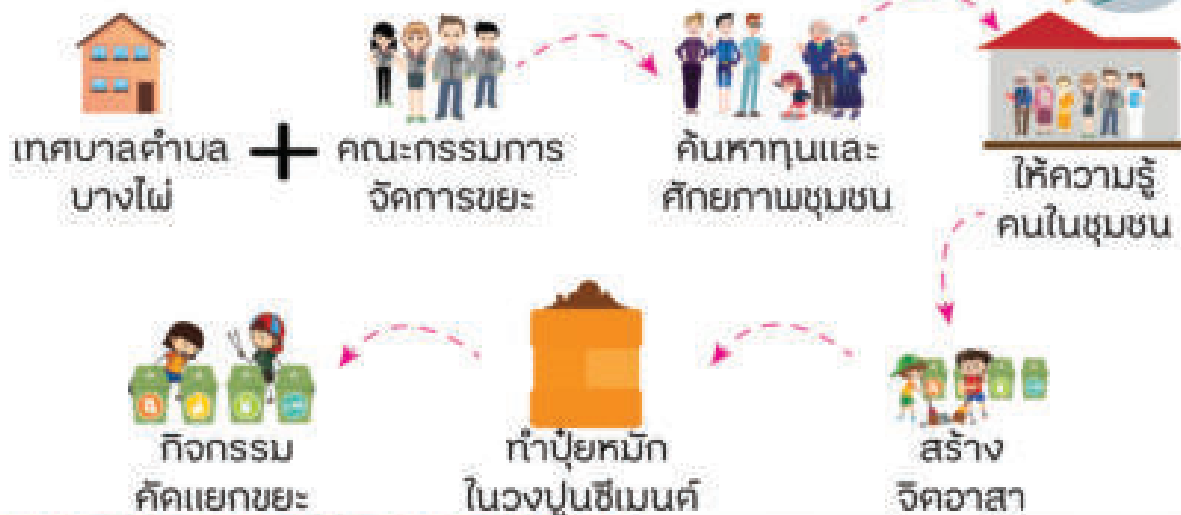 เทศบาลตำบล
บางไผ่
+
คณะกรรมการ
จัดการขยะ
ค้นหาทุนและ
ศักยภาพชุมชน
ให้ความรู้
คนในชุมชน
สร้าง
จิตอาสา
ทำปุ๋ยหมัก
ในวงปูนซีเมนต์
กิจกรรม
คัดแยกขยะ